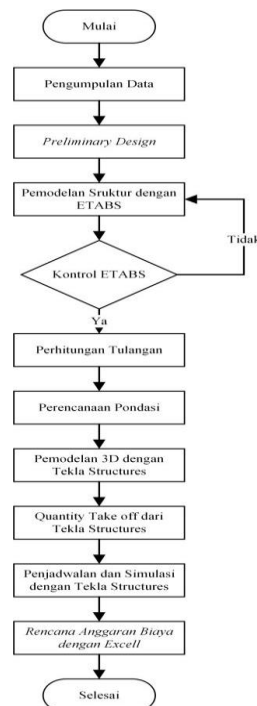 Mulai
Pengumpulan Data
Preliminary Design
Pemodelan Sruktur dengan
ETABS
Tidak
Kontrol ETABS
Ya
Perhitungan Tulangan
Perencanaan Pondasi
Pemodelan 3D dengan
Tekla Structures
Quantity Take off dari
Tekla Structures
Penjadwalan dan Simulasi
dengan Tekla Structures
Rencana Anggaran Biaya
dengan Excell
Selesai